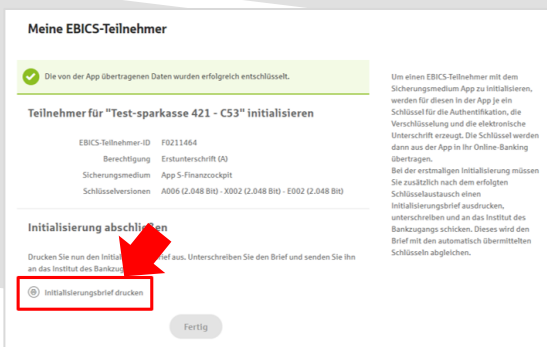 Meine EBICS-Teilnehmer
Die von der App übertragenen Daten wurden erfolgreich entschlüsselt.
Teilnehmer für "Test-sparkasse 421 - C53" initialisieren
EBICS-Teilnehmer-ID F0211464
Berechtigung Erstunterschrift (A)
Sicherungsmedium App S-Finanzcockpit
Schlüsselversionen A006 (2.048 Bit) - X002 (2.048 Bit) - E002 (2.048 Bit)
Initialisierung abschließen
Drucken Sie nun den Initial rief aus. Unterschreiben Sie den Brief und senden Sie ihn
an das Institut des Bankzug
Initialisierungsbrief drucken
Fertig
Um einen EBICS-Teilnehmer mit dem
Sicherungsmedium App zu initialisieren,
werden für diesen in der App je ein
Schlüssel für die Authentifikation, die
Verschlüsselung und die elektronische
Unterschrift erzeugt. Die Schlüssel werden
dann aus der App in Ihr Online-Banking
übertragen.
Bei der erstmaligen Initialisierung müssen
Sie zusätzlich nach dem erfolgten
Schlüsselaustausch einen
Initialisierungsbrief ausdrucken,
unterschreiben und an das Institut des
Bankzugangs schicken. Dieses wird den
Brief mit den automatisch übermittelten
Schlüsseln abgleichen.